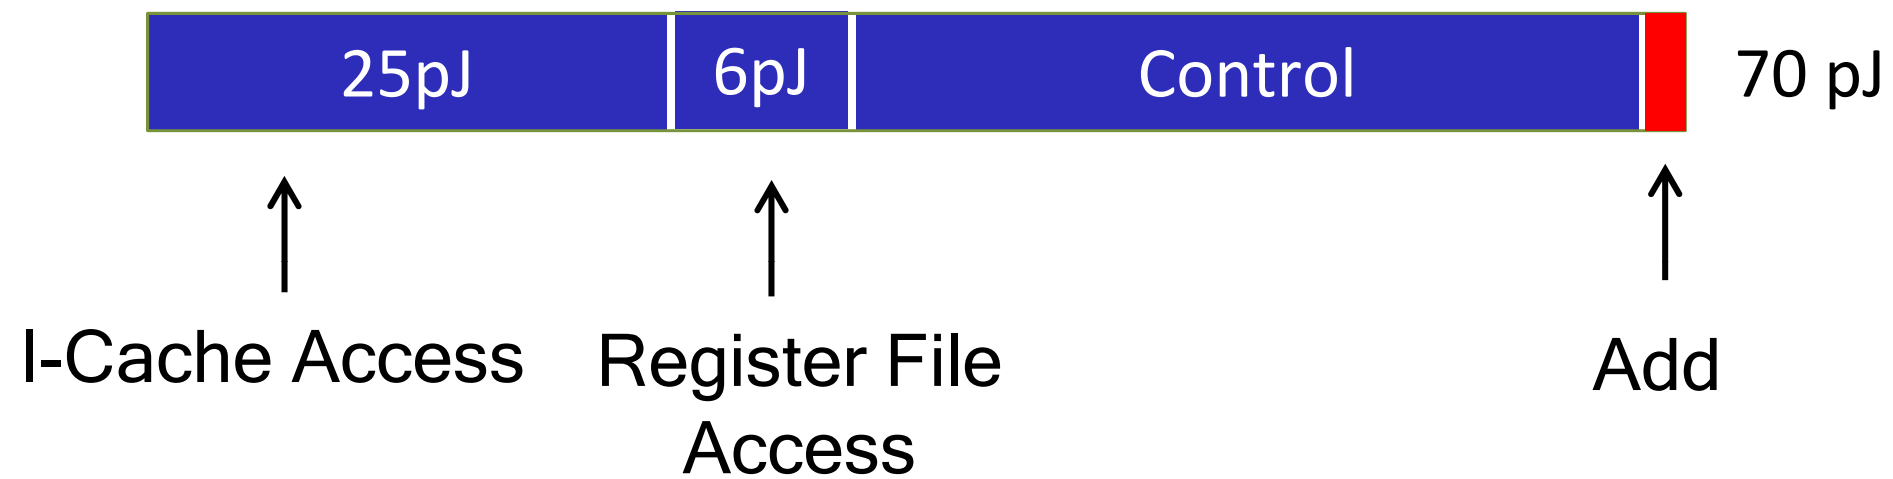 25pJ
6pJ
Control
70 pJ
I-Cache Access
Register File
Access
Add